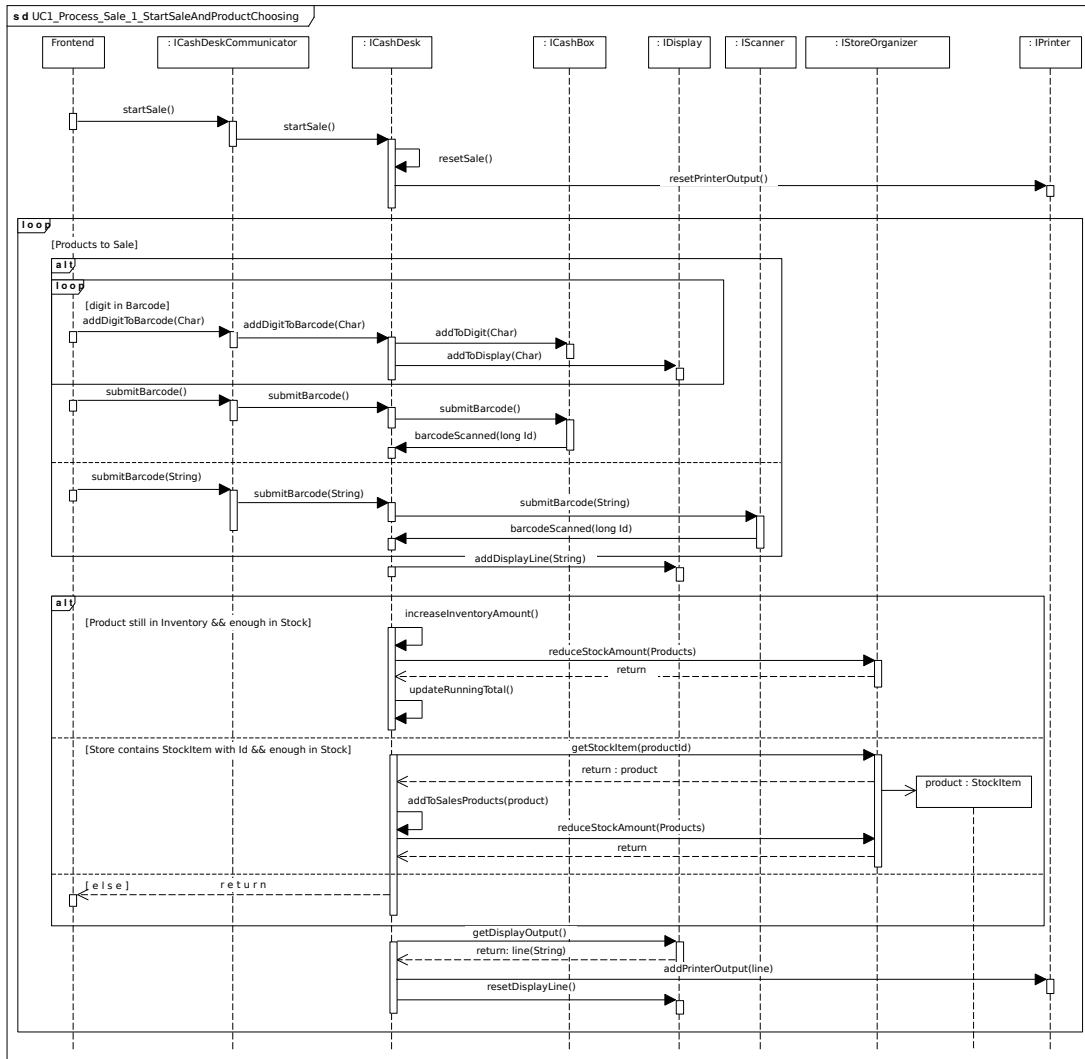 sd UC1_Process_Sale_1_StartSaleAndProductChoosing
Frontend
: ICashDeskCommunicator
: ICashDesk
: ICashBox
: IDisplay
: IScanner
: IStoreOrganizer
: IPrinter
startSale()
startSale()
resetSale()
resetPrinterOutput()
loop
[Products to Sale]
alt
loop
[digit in Barcode]
addDigitToBarcode(Char)
addDigitToBarcode(Char)
addToDigit(Char)
addToDisplay(Char)
submitBarcode()
submitBarcode()
submitBarcode()
barcodeScanned(long Id)
submitBarcode(String)
submitBarcode(String)
submitBarcode(String)
barcodeScanned(long Id)
addDisplayLine(String)
alt
[Product still in Inventory && enough in Stock]
increaseInventoryAmount()
reduceStockAmount(Products)
return
updateRunningTotal()
[Store contains StockItem with Id && enough in Stock]
getStockItem(productId)
return : product
product : StockItem
addToSalesProducts(product)
reduceStockAmount(Products)
return
[else]
return
getDisplayOutput()
return: line(String)
addPrinterOutput(line)
resetDisplayLine()